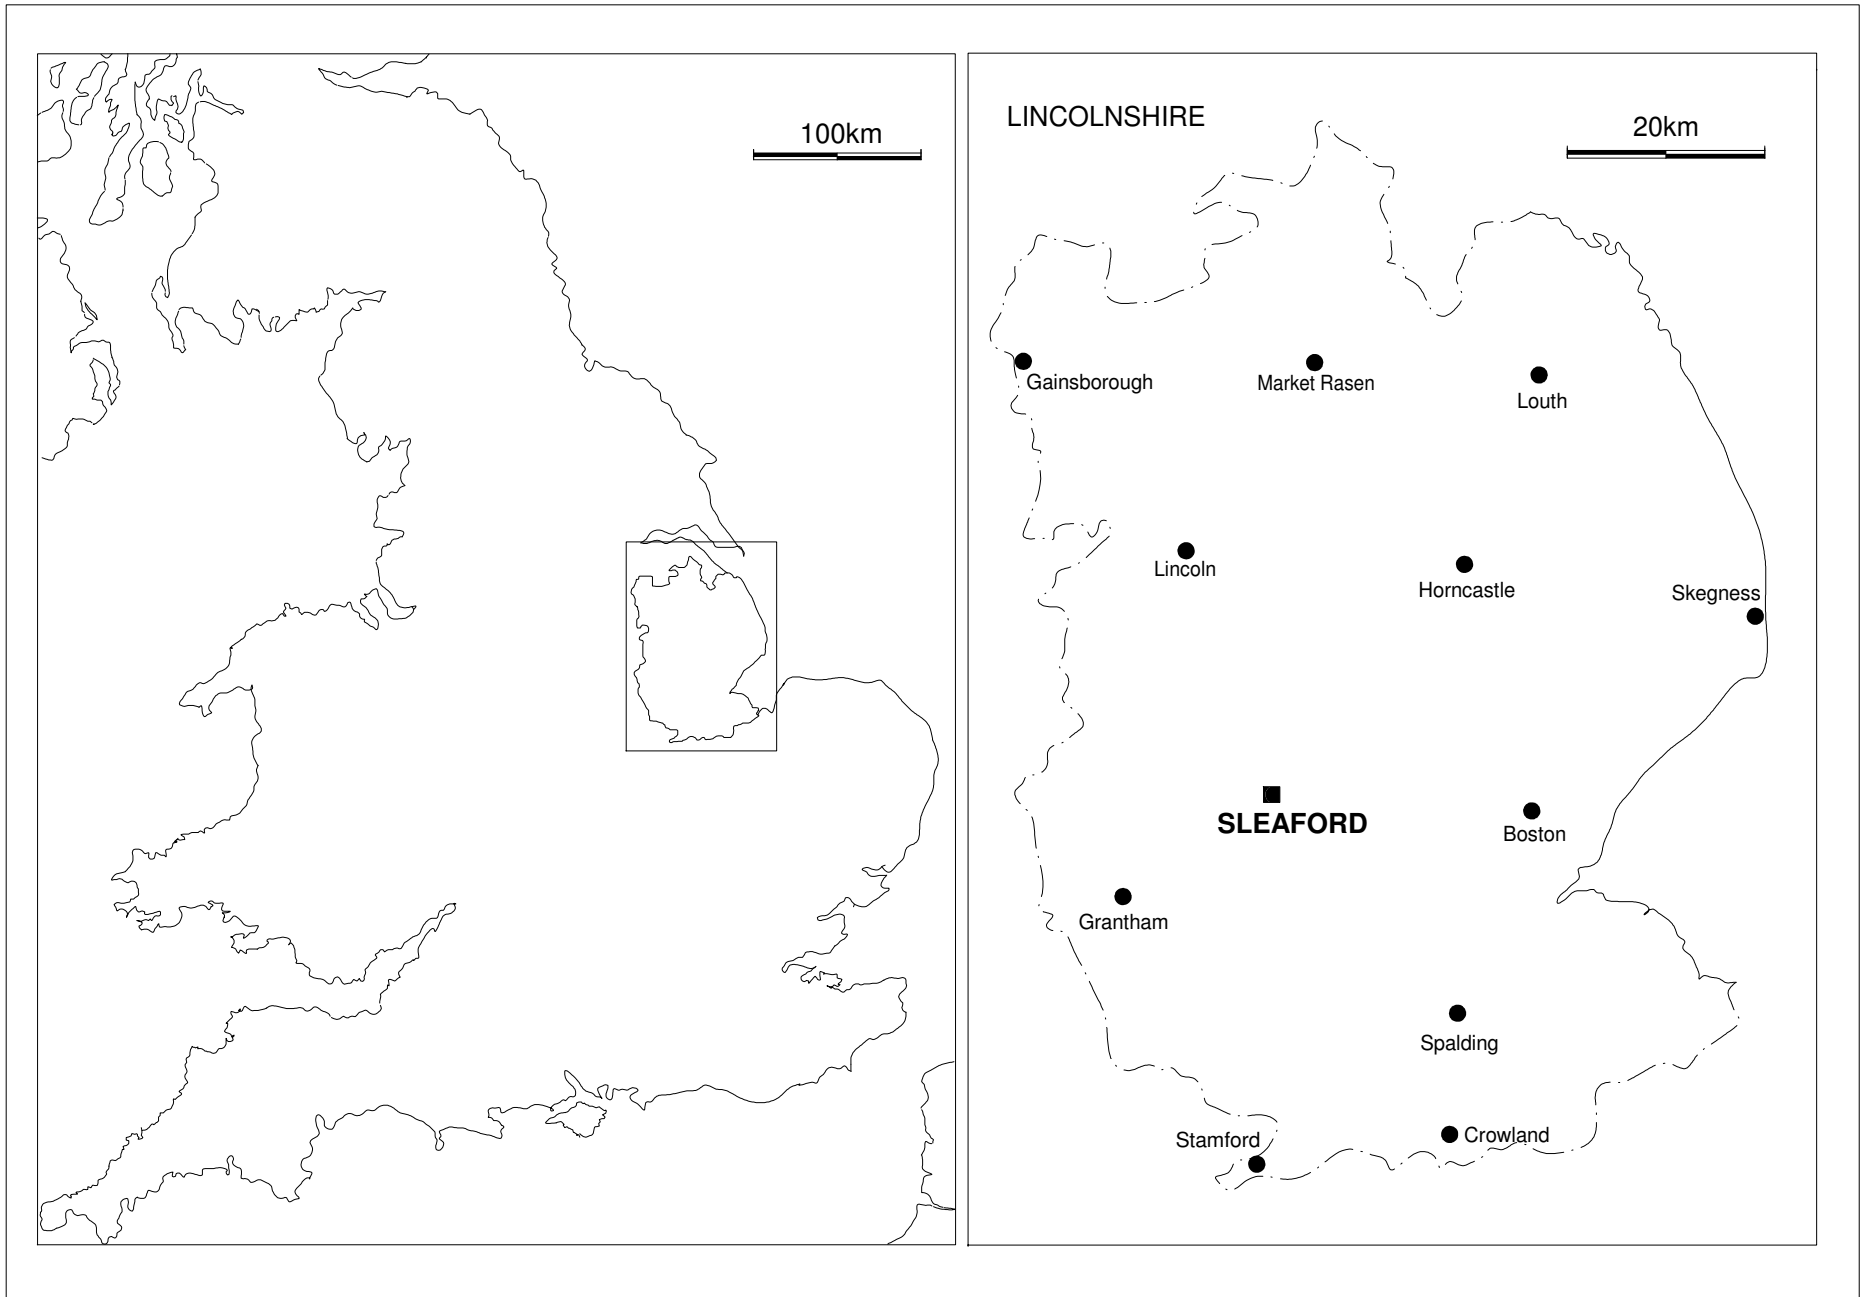 100km
LINCOLNSHIRE
20km
Gainsborough
Market Rasen
Louth
Lincoln
Horncastle
Skegness
SLEAFORD
Boston
Grantham
Spalding
Stamford
Crowland